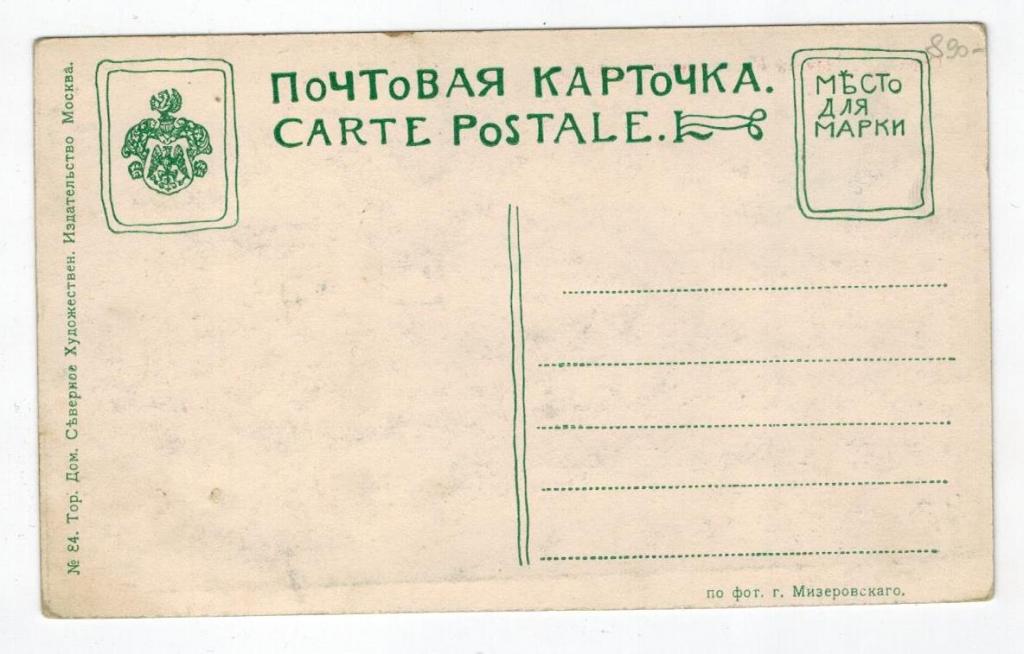 ПОЧТОВАЯ КАРТОЧКА.
CARTE POSTALE.
МѢСТО
ДЛЯ
МАРКИ
890-
№ 84. Тор. Дом. Сѣверное Художествен. Издательство Москва.
по фот. г. Мизеровскаго.